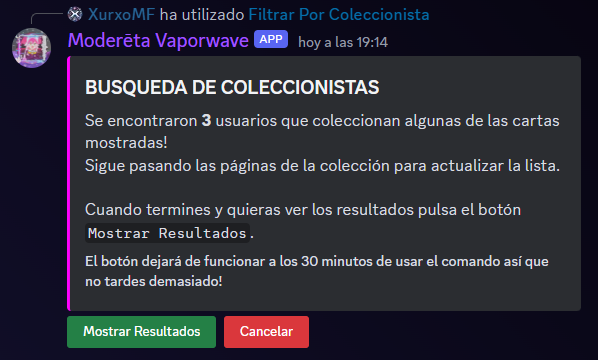 XurxoMF ha utilizado Filtrar Por Coleccionista
Moderēta Vaporwave APP hoy a las 19:14
BUSQUEDA DE COLECCIONISTAS
Se encontraron 3 usuarios que coleccionan algunas de las cartas
mostradas!
Sigue pasando las páginas de la colección para actualizar la lista.
Cuando termines y quieras ver los resultados pulsa el botón
Mostrar Resultados.
El botón dejará de funcionar a los 30 minutos de usar el comando así que
no tardes demasiado!
Mostrar Resultados Cancelar